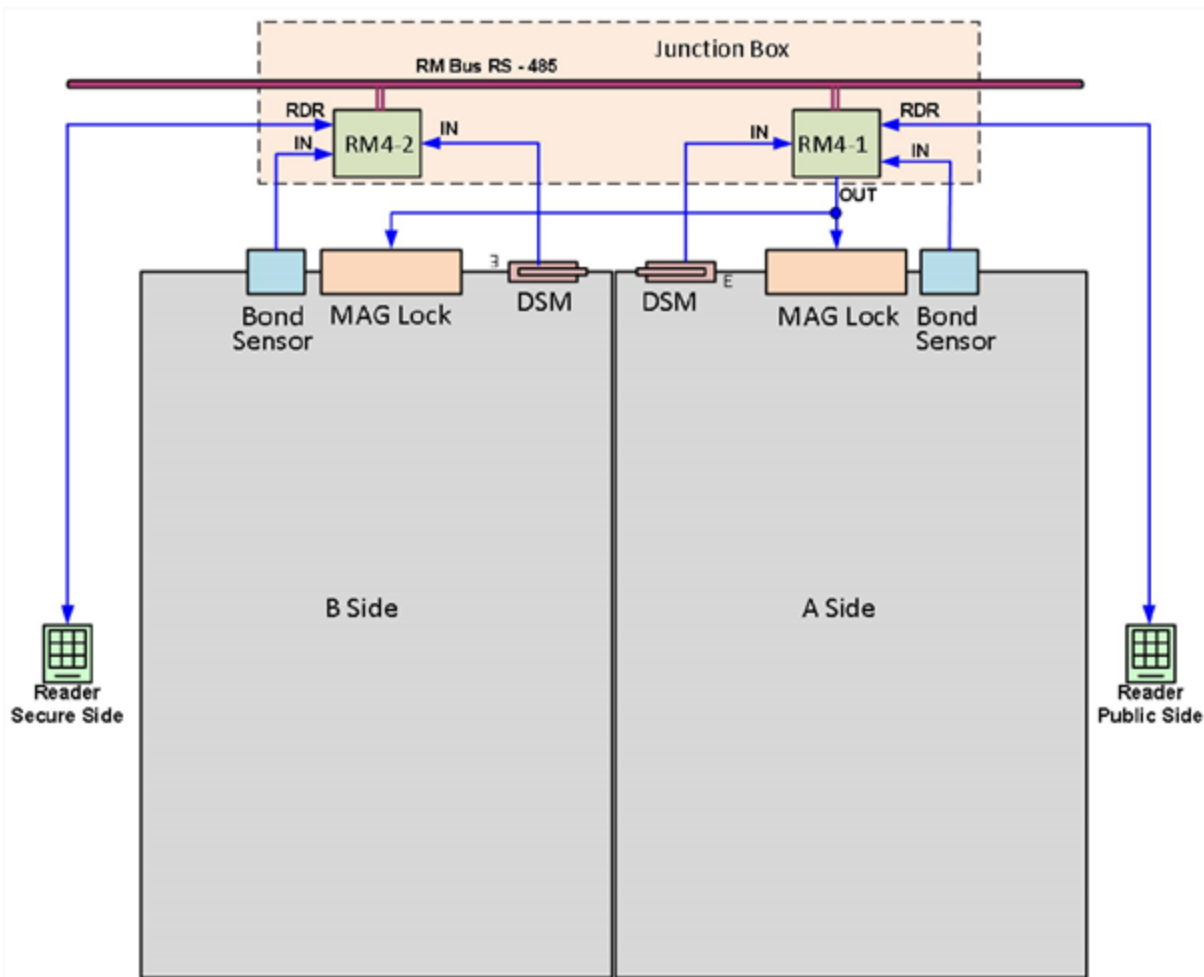 Junction Box
RM Bus RS - 485
RDR
RDR
IN
IN
IN
IN
RM4-2
RM4-1
OUT
E
E
DSM
DSM
Bond
Sensor
MAG Lock
MAG Lock
Bond
Sensor
B Side
A Side
Reader
Secure Side
Reader
Public Side